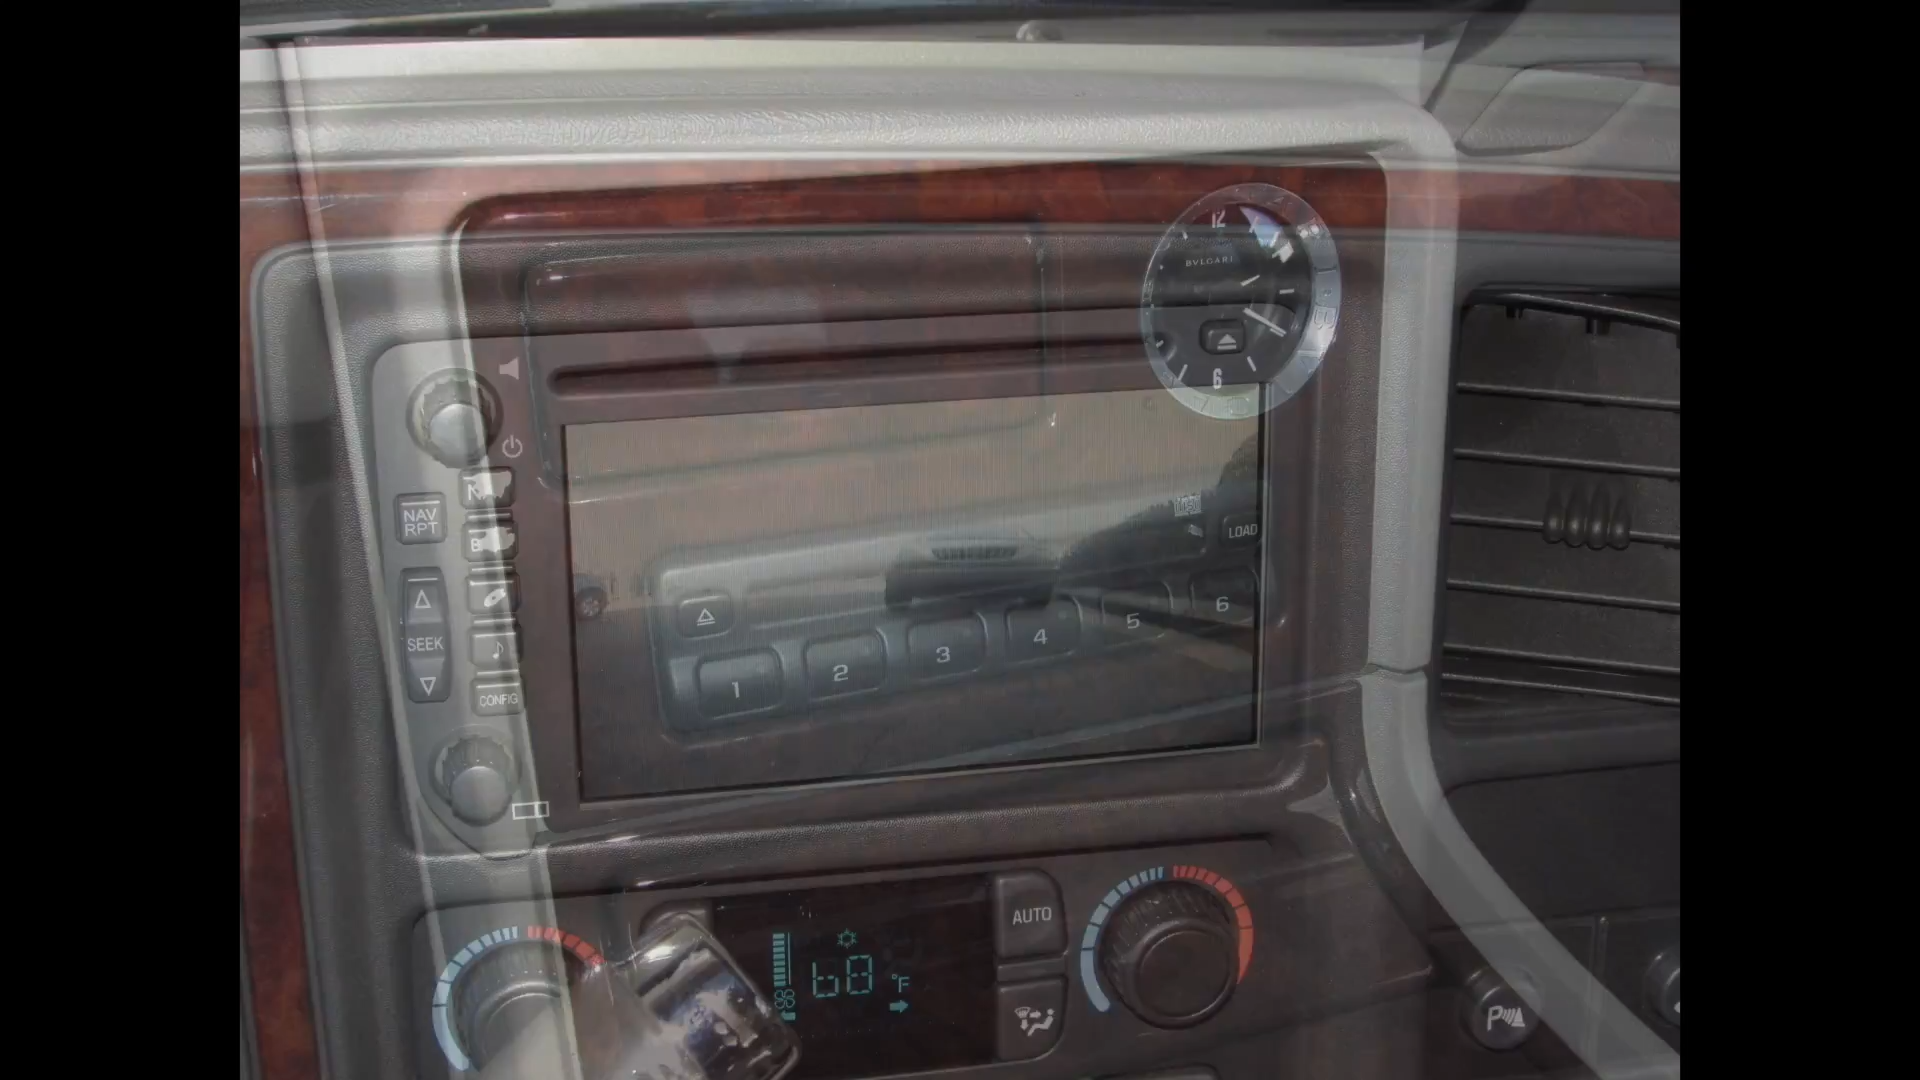 12
BVLGARI
6
NAV
RPT
SEEK
CONFIG
LOAD
1 2 3 4 5 6
AUTO
68 °F
P